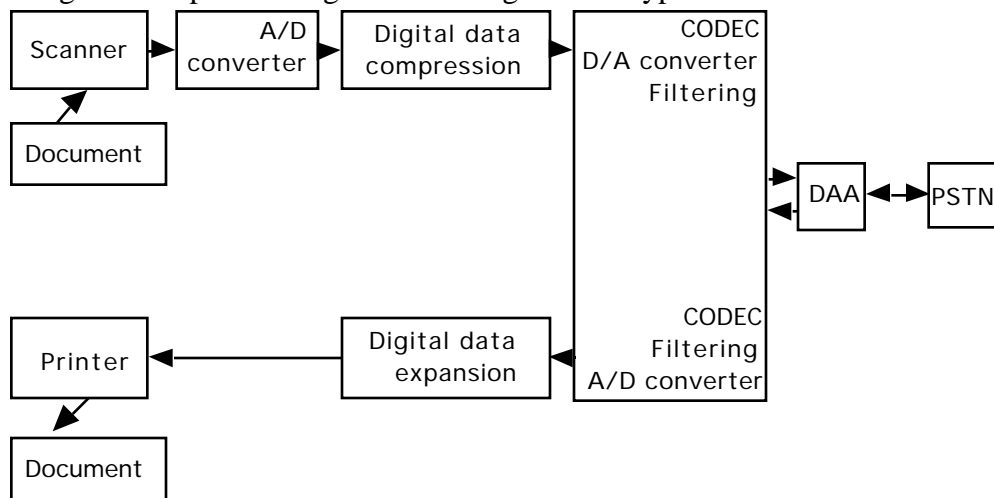 Scanner
A/D
converter
Digital data
compression
CODEC
D/A converter
Filtering
Document
DAA
PSTN
Printer
Digital data
expansion
CODEC
Filtering
A/D converter
Document